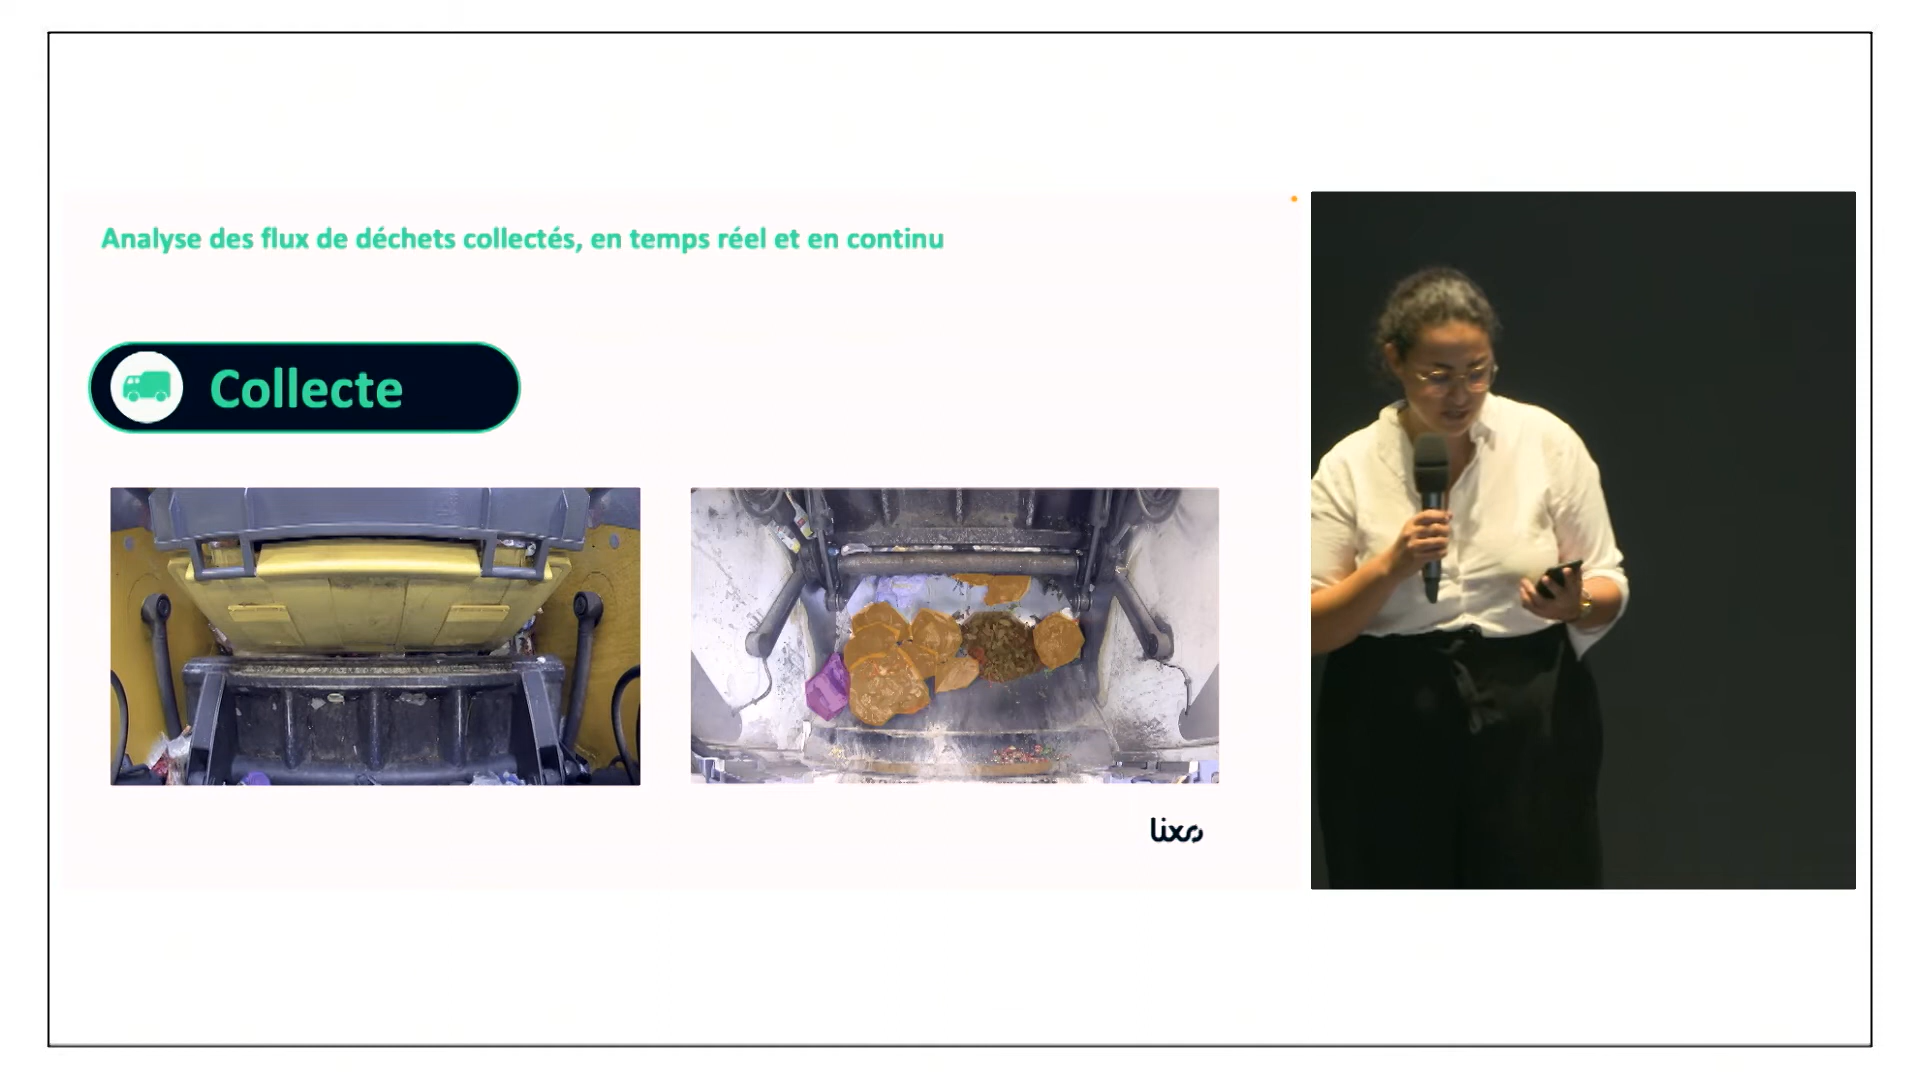 Analyse des flux de déchets collectés, en temps réel et en continu
Collecte
lixo